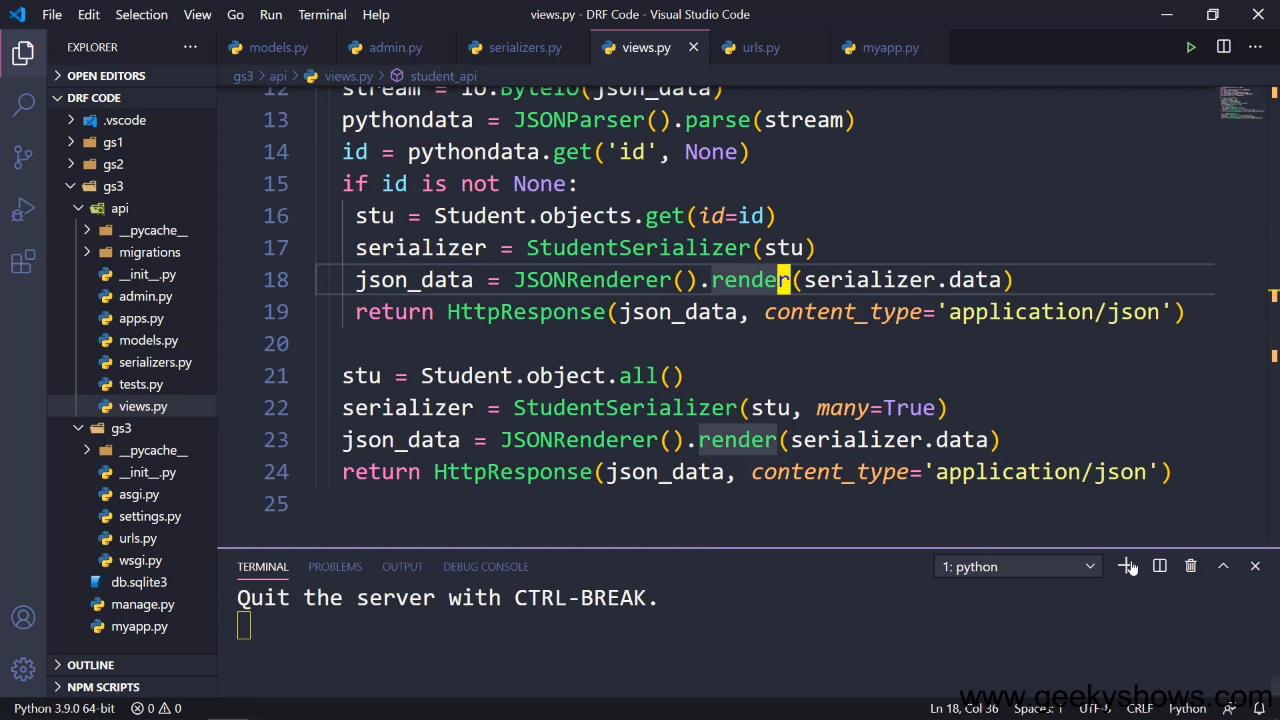 File Edit Selection View Go Run Terminal Help views.py - DRF Code - Visual Studio Code
EXPLORER
models.py admin.py serializers.py views.py urls.py myapp.py
gs3 > api > views.py > student_api
OPEN EDITORS
DRF CODE
.vscode
gs1
gs2
gs3
api
__pycache__
migrations
__init__.py
admin.py
apps.py
models.py
serializers.py
tests.py
views.py
gs3
__pycache__
__init__.py
asgi.py
settings.py
urls.py
wsgi.py
db.sqlite3
manage.py
myapp.py
OUTLINE
NPM SCRIPTS
12 stream = io.BytesIO(json_data)
13 pythondata = JSONParser().parse(stream)
14 id = pythondata.get('id', None)
15 if id is not None:
16 stu = Student.objects.get(id=id)
17 serializer = StudentSerializer(stu)
18 json_data = JSONRenderer().render(serializer.data)
19 return HttpResponse(json_data, content_type='application/json')
20
21 stu = Student.object.all()
22 serializer = StudentSerializer(stu, many=True)
23 json_data = JSONRenderer().render(serializer.data)
24 return HttpResponse(json_data, content_type='application/json')
25
TERMINAL PROBLEMS OUTPUT DEBUG CONSOLE 1: python
Quit the server with CTRL-BREAK.
www.geekyshows.com
Python 3.9.0 64-bit 0 0 Ln 18, Col 36 Spaces: 1 UTF-8 CRLF Python